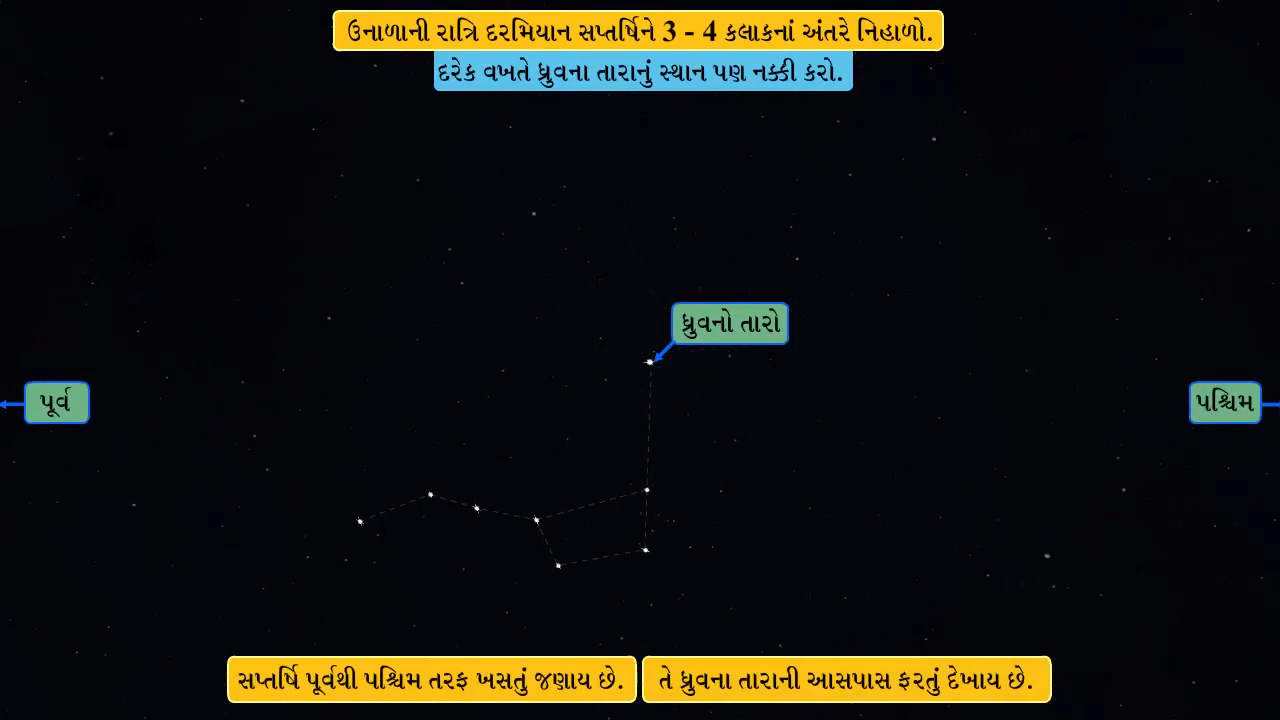 ઉનાળાની રાત્રિ દરમિયાન સપ્તર્ષિને 3 - 4 કલાકનાં અંતરે નિહાળો.
દરેક વખતે ધ્રુવના તારાનું સ્થાન પણ નક્કી કરો.
ધ્રુવનો તારો
પૂર્વ
પશ્ચિમ
સપ્તર્ષિ પૂર્વથી પશ્ચિમ તરફ ખસતું જણાય છે.
તે ધ્રુવના તારાની આસપાસ ફરતું દેખાય છે.